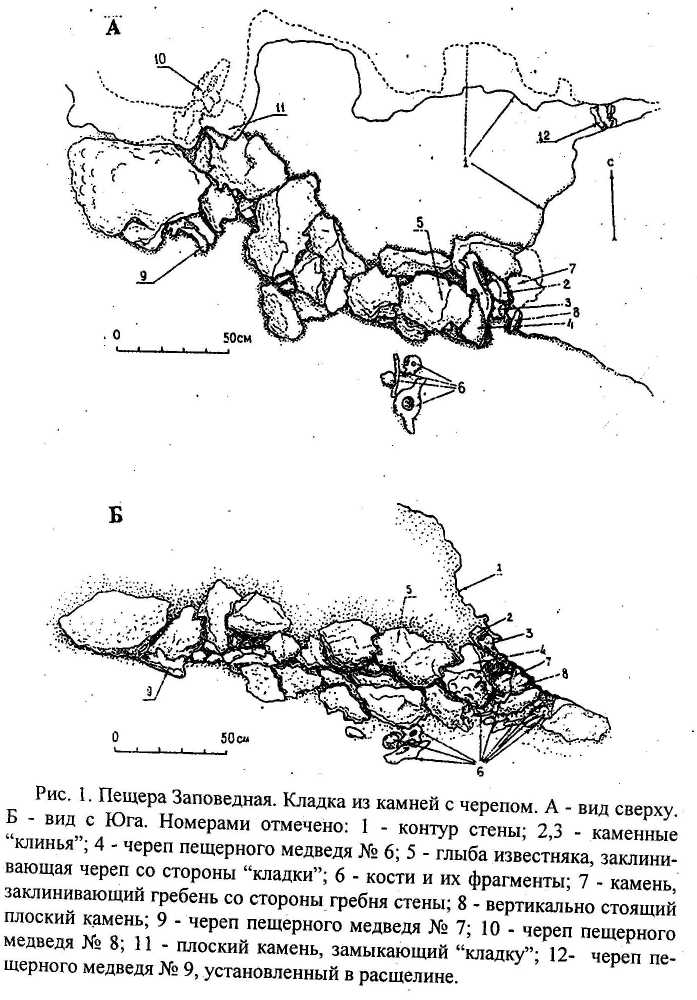 А
10
11
12
1
С
5
9
7
2
3
8
4
0 50см
6
Б
1
5
2
3
4
7
8
9
0 50 см
6
Рис. 1. Пещера Заповедная. Кладка из камней с черепом. А - вид сверху.
Б - вид с Юга. Номерами отмечено: 1 - контур стены; 2,3 - каменные
“клинья”; 4 - череп пещерного медведя № 6; 5 - глыба известняка, заклини-
вающая череп со стороны “кладки”; 6 - кости и их фрагменты; 7 - камень,
заклинивающий гребень со стороны гребня стены; 8 - вертикально стоящий
плоский камень; 9 - череп пещерного медведя № 7; 10 - череп пещерного
медведя № 8; 11 - плоский камень, замыкающий “кладку”; 12- череп пе-
щерного медведя № 9, установленный в расщелине.